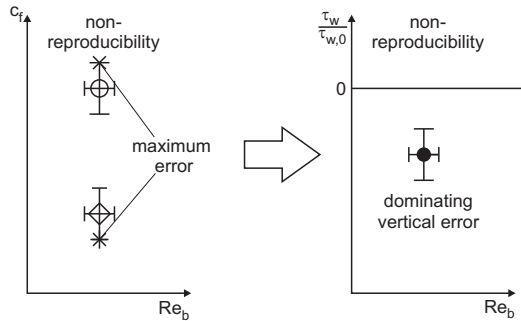 c_f
non-
reproducibility
maximum
error
Re_b
τ_w
τ_w,0
non-
reproducibility
0
dominating
vertical error
Re_b